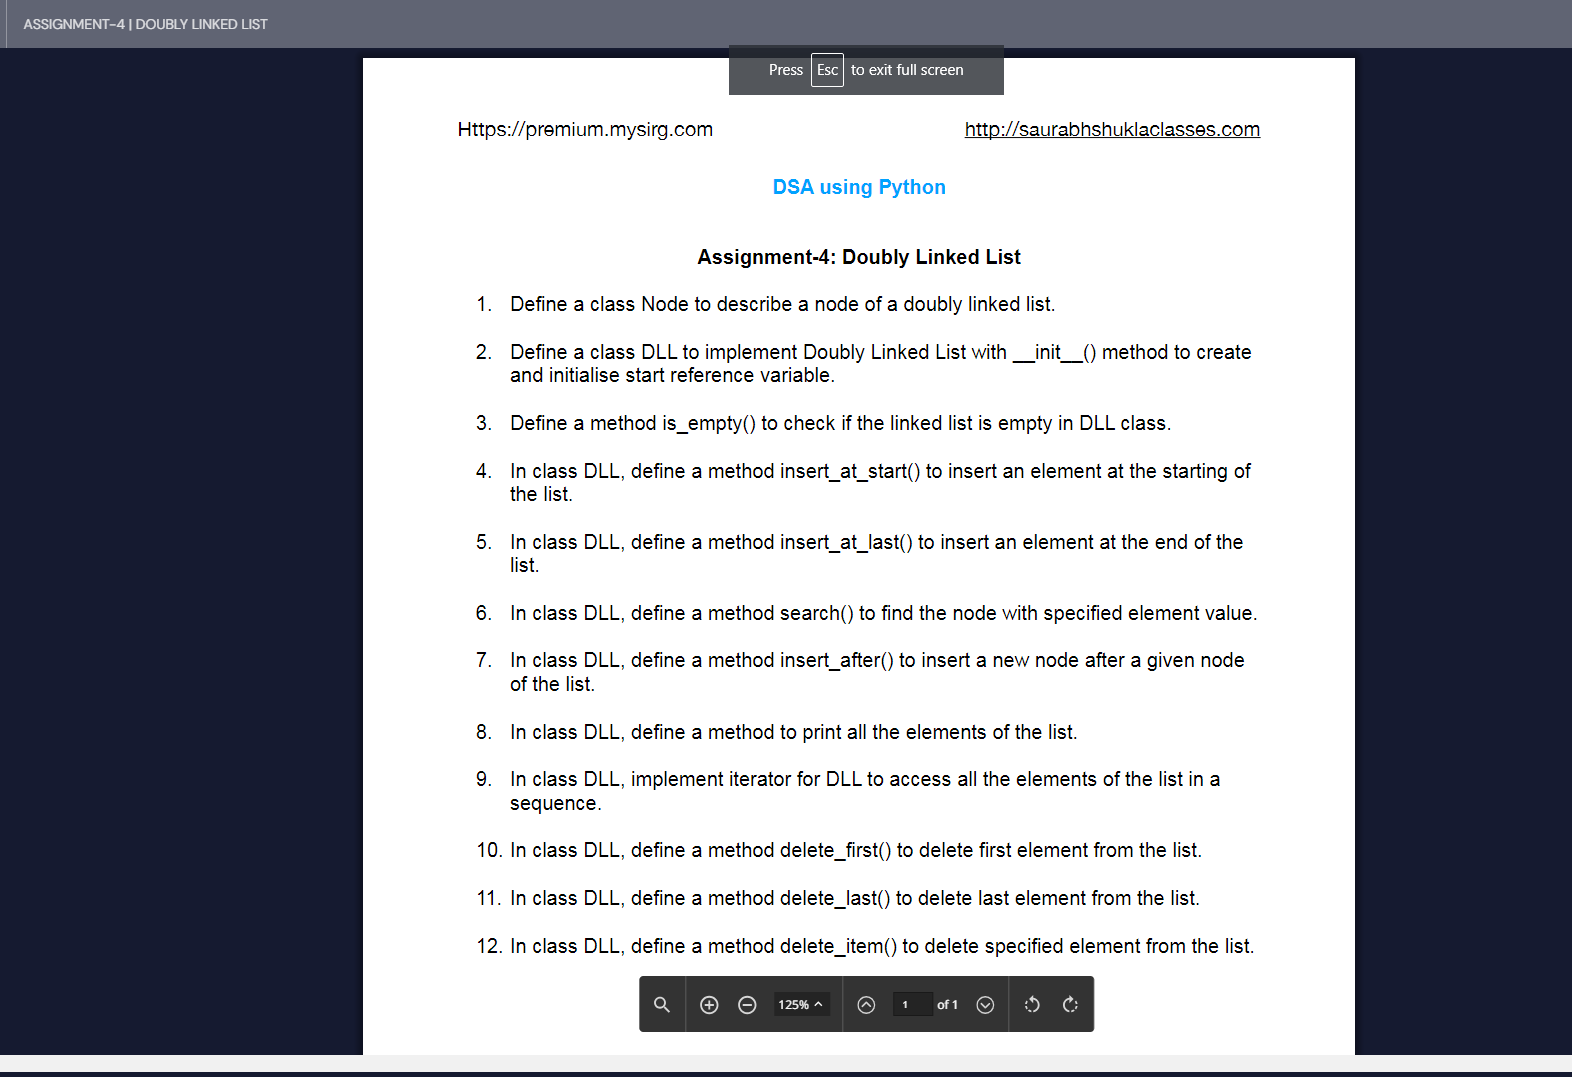 ASSIGNMENT-4 | DOUBLY LINKED LIST
Press Esc to exit full screen
Https://premium.mysirg.com http://saurabhshuklaclasses.com
DSA using Python
Assignment-4: Doubly Linked List
1. Define a class Node to describe a node of a doubly linked list.
2. Define a class DLL to implement Doubly Linked List with __init__() method to create
and initialise start reference variable.
3. Define a method is_empty() to check if the linked list is empty in DLL class.
4. In class DLL, define a method insert_at_start() to insert an element at the starting of
the list.
5. In class DLL, define a method insert_at_last() to insert an element at the end of the
list.
6. In class DLL, define a method search() to find the node with specified element value.
7. In class DLL, define a method insert_after() to insert a new node after a given node
of the list.
8. In class DLL, define a method to print all the elements of the list.
9. In class DLL, implement iterator for DLL to access all the elements of the list in a
sequence.
10. In class DLL, define a method delete_first() to delete first element from the list.
11. In class DLL, define a method delete_last() to delete last element from the list.
12. In class DLL, define a method delete_item() to delete specified element from the list.
125% 1 of 1